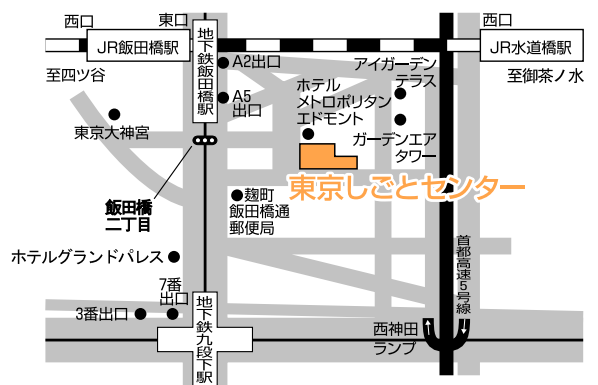 西口
東口
西口
JR飯田橋駅
地下鉄飯田橋駅
JR水道橋駅
至四ツ谷
A2出口
アイガーデン
テラス
至御茶ノ水
A5
出口
ホテル
メトロポリタン
エドモント
東京大神宮
ガーデンエア
タワー
東京しごとセンター
飯田橋
二丁目
麹町
飯田橋通
郵便局
ホテルグランドパレス
首都高速5号線
7番
出口
3番出口
地下鉄九段下駅
西神田
ランプ